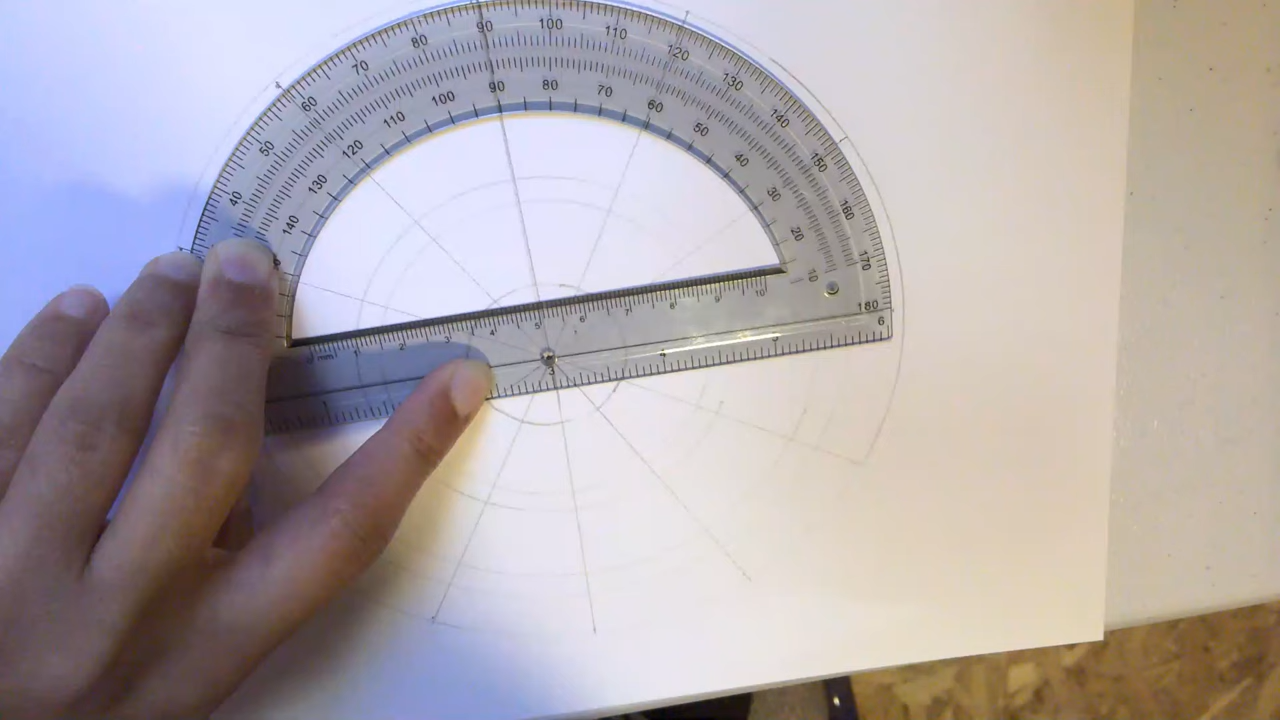 40 50 60 70 80 90 100 110 120 130 140 150 160 170 180
140 130 120 110 100 90 80 70 60 50 40 30 20 10
0 mm 1 2 3 4 5 6 7 8 9 10
1 3 4 5 6